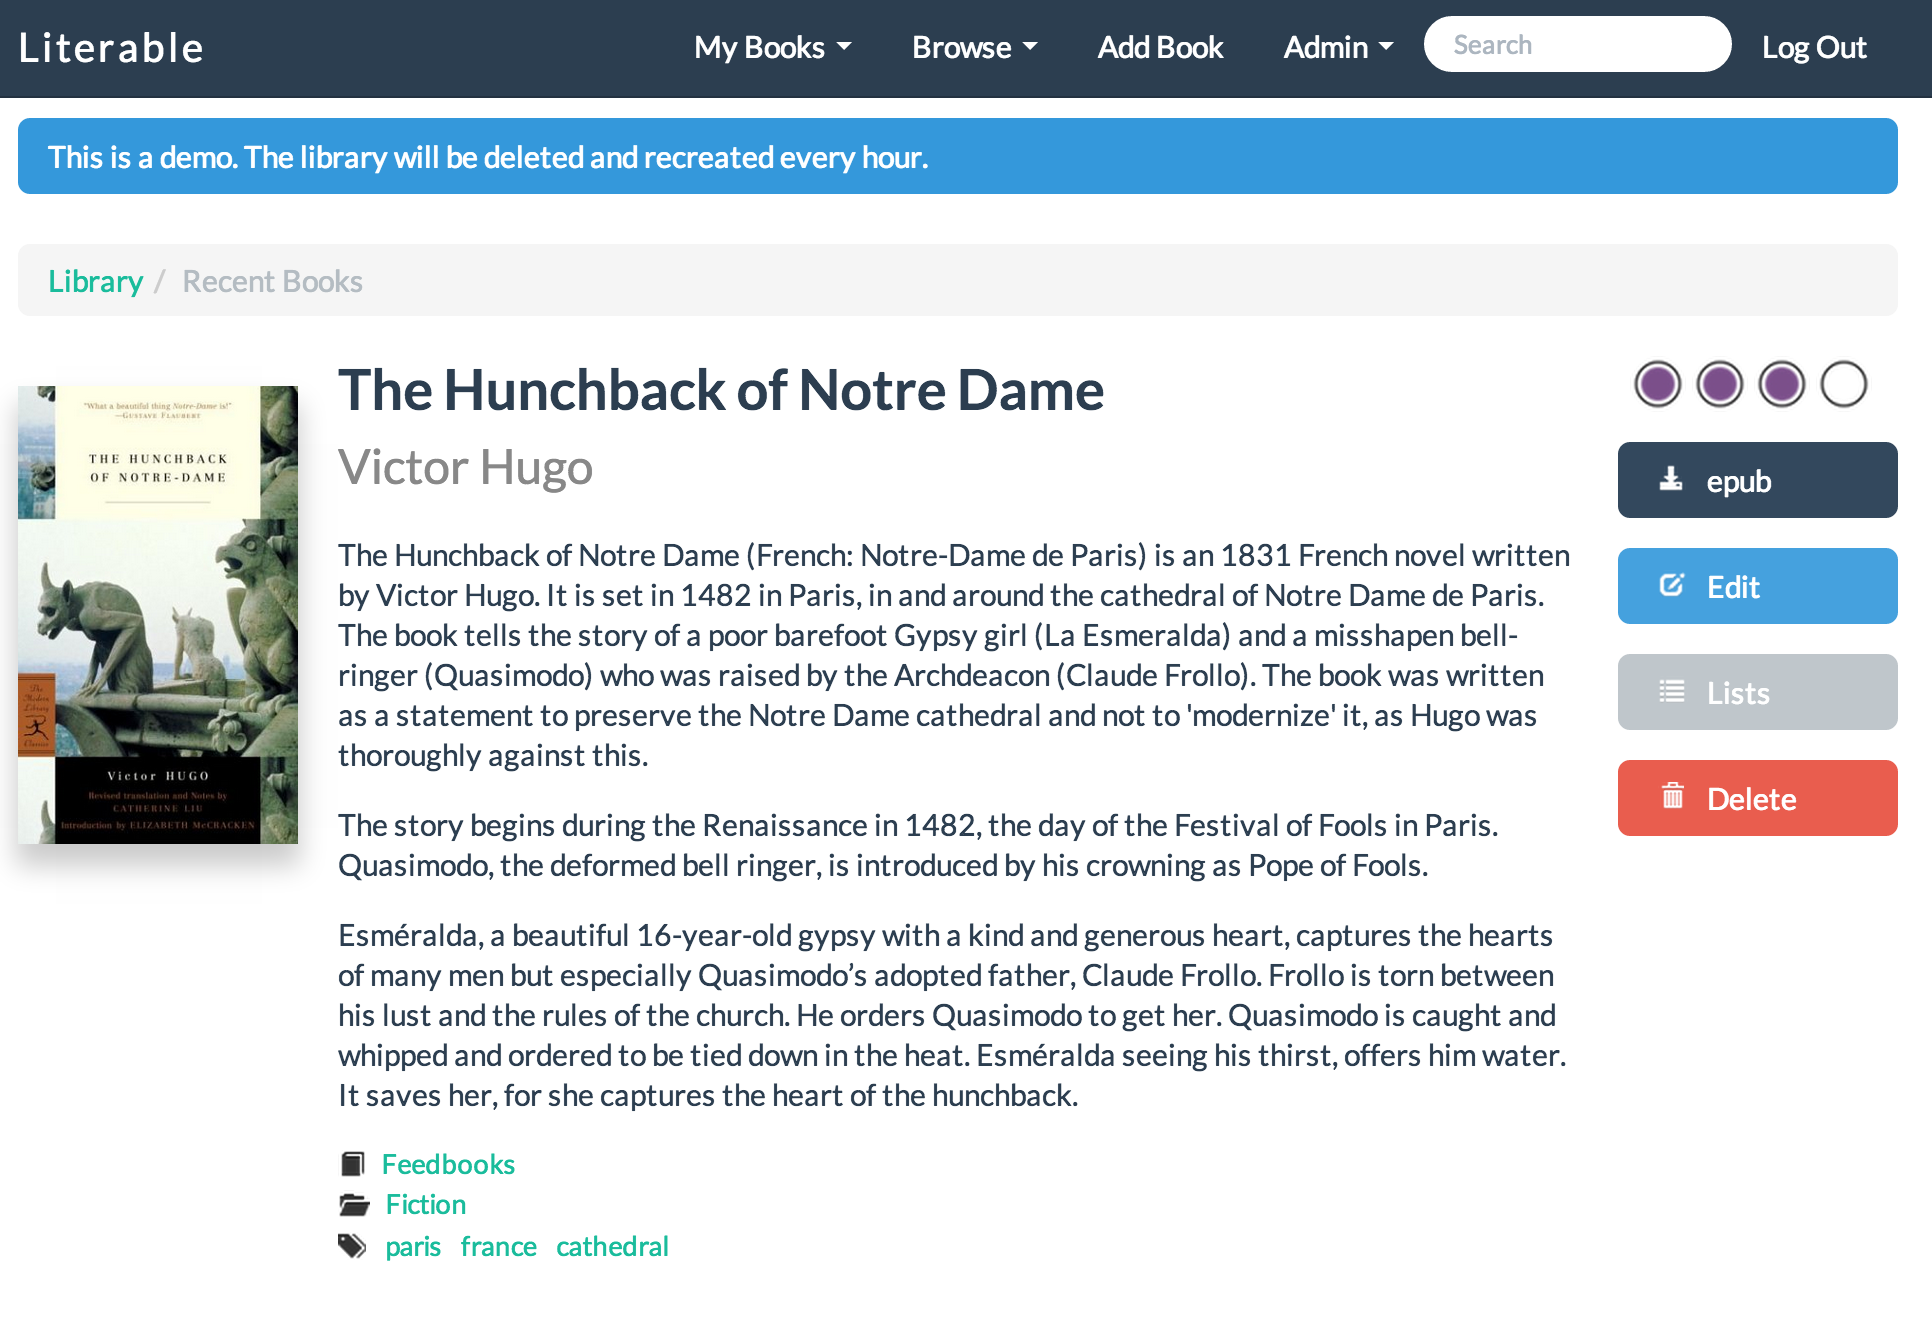 Literable
My Books
Browse
Add Book
Admin
Search
Log Out
This is a demo. The library will be deleted and recreated every hour.
Library / Recent Books
"What a beautiful thing Notre-Dame is!"
—GUSTAVE FLAUBERT
THE HUNCHBACK
OF NOTRE-DAME
The
Modern
Library
Classics
Victor HUGO
Revised translation and Notes by
CATHERINE LIU
Introduction by ELIZABETH McCRACKEN
The Hunchback of Notre Dame
Victor Hugo
The Hunchback of Notre Dame (French: Notre-Dame de Paris) is an 1831 French novel written
by Victor Hugo. It is set in 1482 in Paris, in and around the cathedral of Notre Dame de Paris.
The book tells the story of a poor barefoot Gypsy girl (La Esmeralda) and a misshapen bell-
ringer (Quasimodo) who was raised by the Archdeacon (Claude Frollo). The book was written
as a statement to preserve the Notre Dame cathedral and not to 'modernize' it, as Hugo was
thoroughly against this.
The story begins during the Renaissance in 1482, the day of the Festival of Fools in Paris.
Quasimodo, the deformed bell ringer, is introduced by his crowning as Pope of Fools.
Esméralda, a beautiful 16-year-old gypsy with a kind and generous heart, captures the hearts
of many men but especially Quasimodo’s adopted father, Claude Frollo. Frollo is torn between
his lust and the rules of the church. He orders Quasimodo to get her. Quasimodo is caught and
whipped and ordered to be tied down in the heat. Esméralda seeing his thirst, offers him water.
It saves her, for she captures the heart of the hunchback.
Feedbooks
Fiction
paris france cathedral
epub
Edit
Lists
Delete